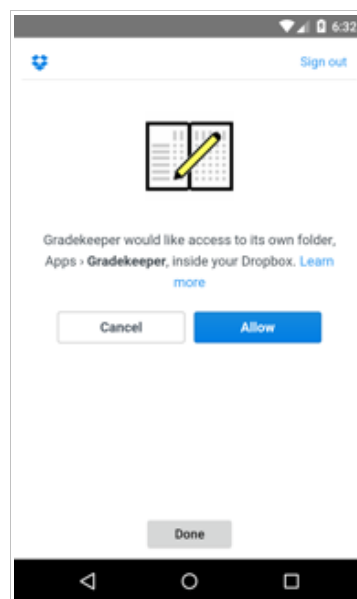 6:32
Sign out
Gradekeeper would like access to its own folder,
Apps › Gradekeeper, inside your Dropbox. Learn
more
Cancel
Allow
Done